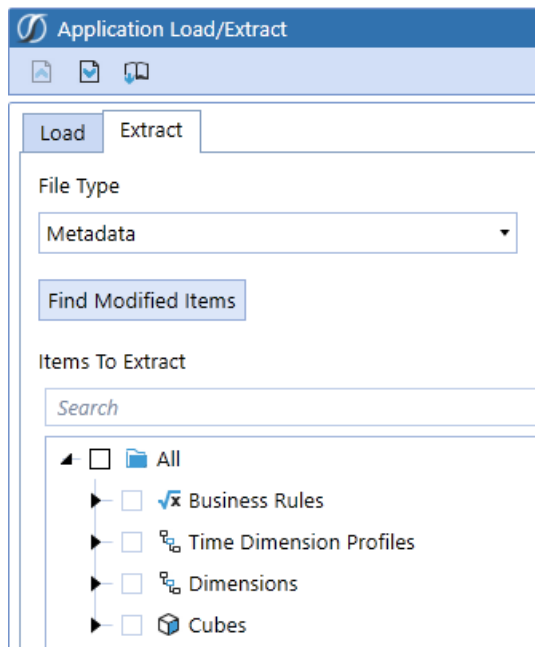 Application Load/Extract
Load
Extract
File Type
Metadata
Find Modified Items
Items To Extract
Search
All
Business Rules
Time Dimension Profiles
Dimensions
Cubes